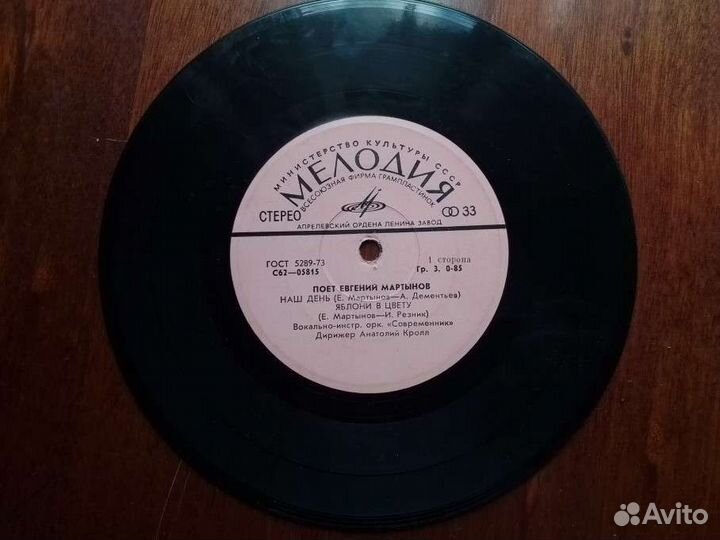 МИНИСТЕРСТВО КУЛЬТУРЫ СССР
МЕЛОДИЯ
ВСЕСОЮЗНАЯ ФИРМА ГРАМПЛАСТИНОК
СТЕРЕО
33
АПРЕЛЕВСКИЙ ОРДЕНА ЛЕНИНА ЗАВОД
ГОСТ 5289-73
С62—05815
1 сторона
Гр. 3. 0-85
ПОЕТ ЕВГЕНИЙ МАРТЫНОВ
НАШ ДЕНЬ (Е. Мартынов—А. Дементьев)
ЯБЛОНИ В ЦВЕТУ
(Е. Мартынов—И. Резник)
Вокально-инстр. орк. «Современник»
Дирижер Анатолий Кролл
Avito